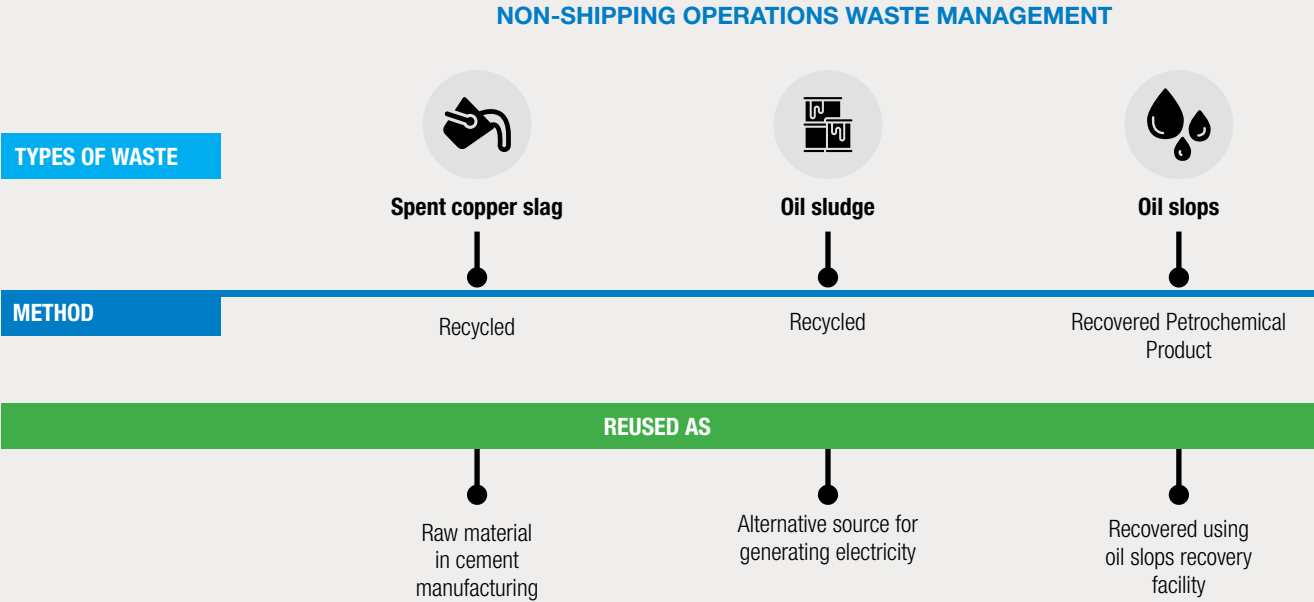 NON-SHIPPING OPERATIONS WASTE MANAGEMENT
TYPES OF WASTE
Spent copper slag
Oil sludge
Oil slops
METHOD
Recycled
Recycled
Recovered Petrochemical
Product
REUSED AS
Raw material
in cement
manufacturing
Alternative source for
generating electricity
Recovered using
oil slops recovery
facility